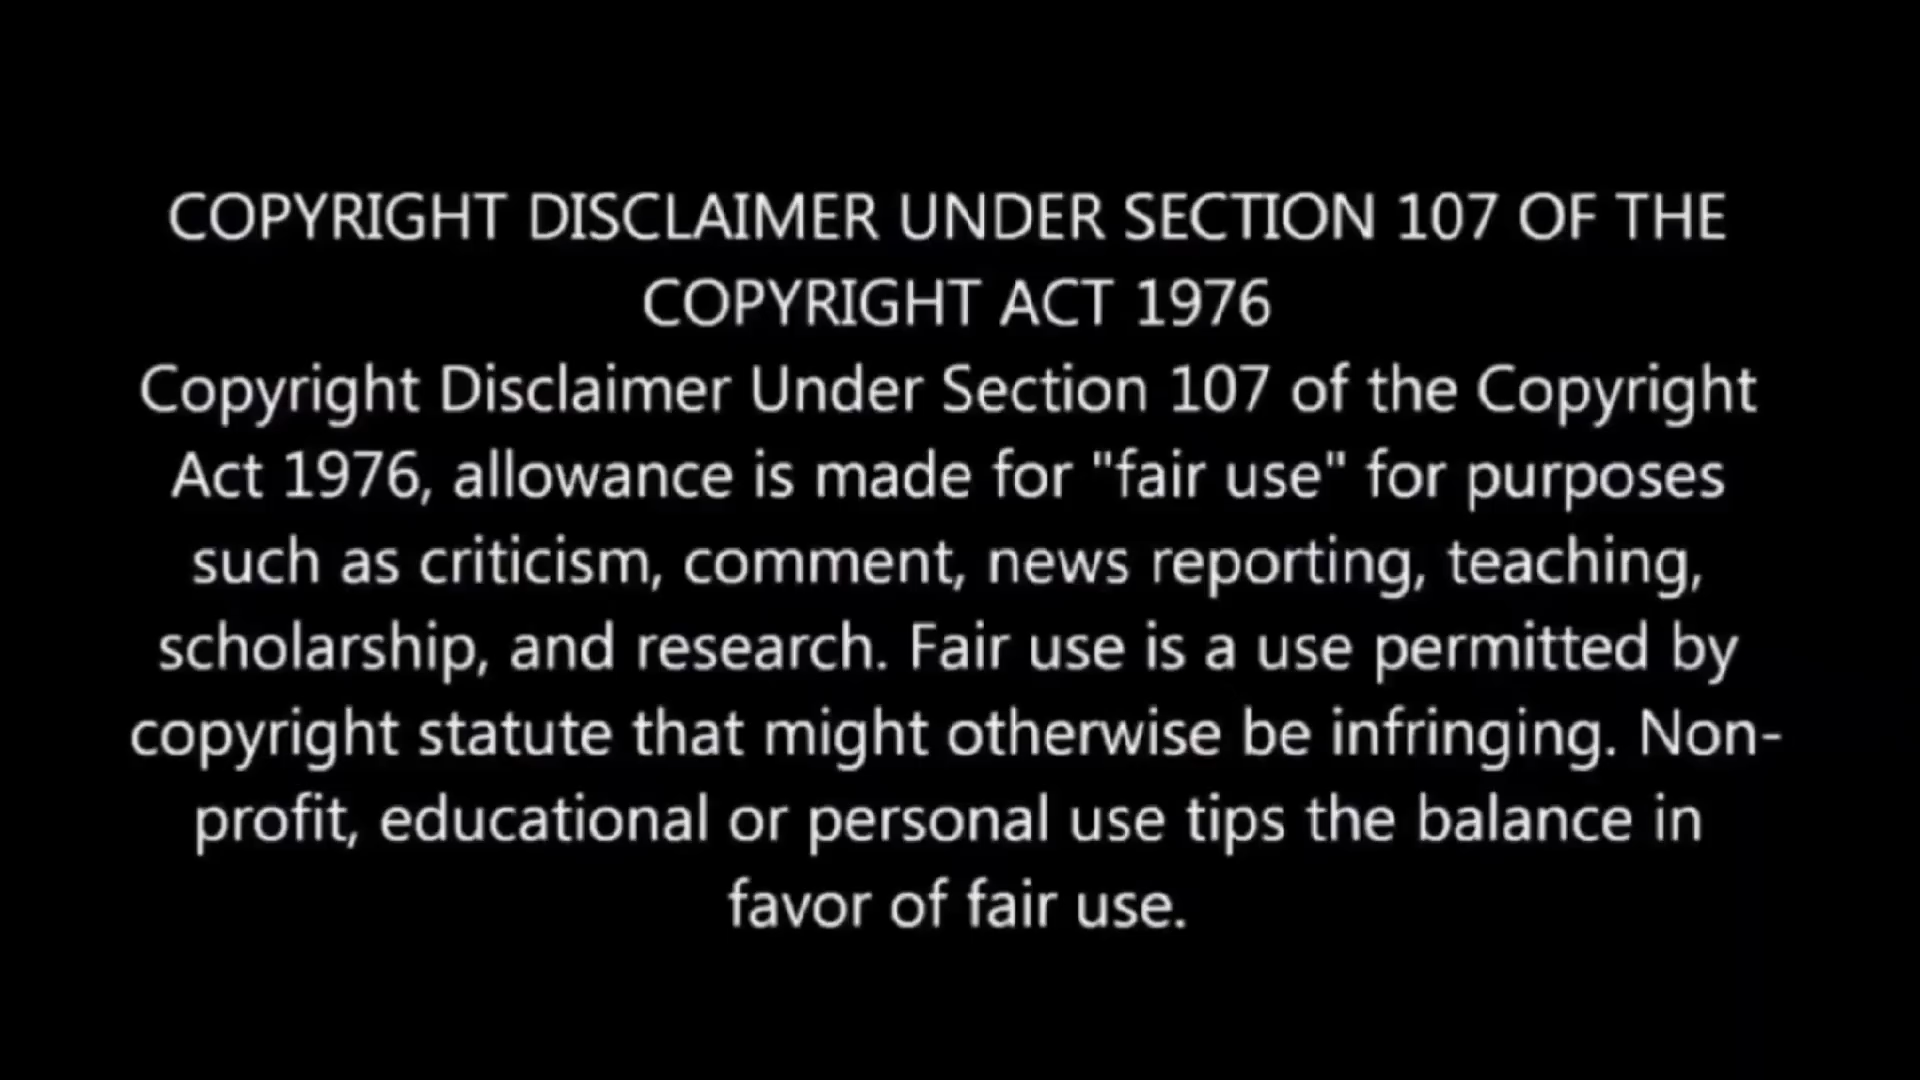 COPYRIGHT DISCLAIMER UNDER SECTION 107 OF THE
COPYRIGHT ACT 1976
Copyright Disclaimer Under Section 107 of the Copyright
Act 1976, allowance is made for "fair use" for purposes
such as criticism, comment, news reporting, teaching,
scholarship, and research. Fair use is a use permitted by
copyright statute that might otherwise be infringing. Non-
profit, educational or personal use tips the balance in
favor of fair use.